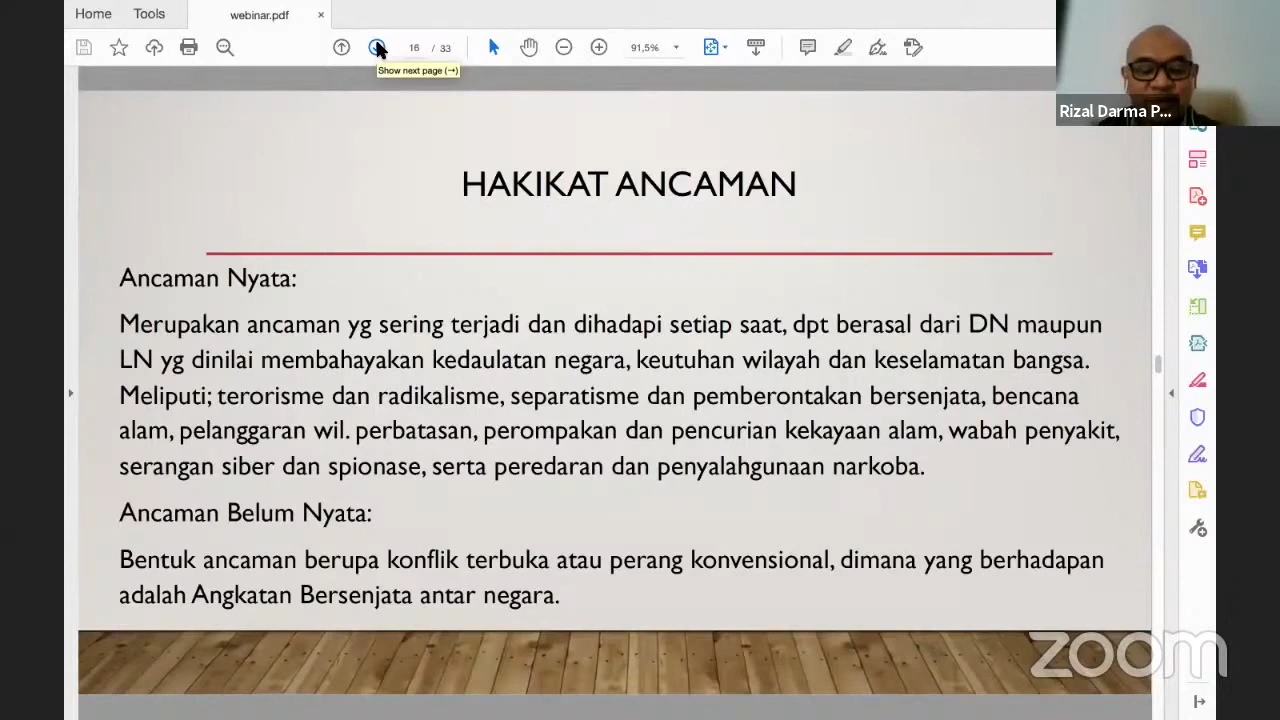 Home Tools webinar.pdf ×
16 / 33 91,5%
Show next page (→)
Rizal Darma P...
HAKIKAT ANCAMAN
Ancaman Nyata:
Merupakan ancaman yg sering terjadi dan dihadapi setiap saat, dpt berasal dari DN maupun
LN yg dinilai membahayakan kedaulatan negara, keutuhan wilayah dan keselamatan bangsa.
Meliputi; terorisme dan radikalisme, separatisme dan pemberontakan bersenjata, bencana
alam, pelanggaran wil. perbatasan, perompakan dan pencurian kekayaan alam, wabah penyakit,
serangan siber dan spionase, serta peredaran dan penyalahgunaan narkoba.
Ancaman Belum Nyata:
Bentuk ancaman berupa konflik terbuka atau perang konvensional, dimana yang berhadapan
adalah Angkatan Bersenjata antar negara.
zoom